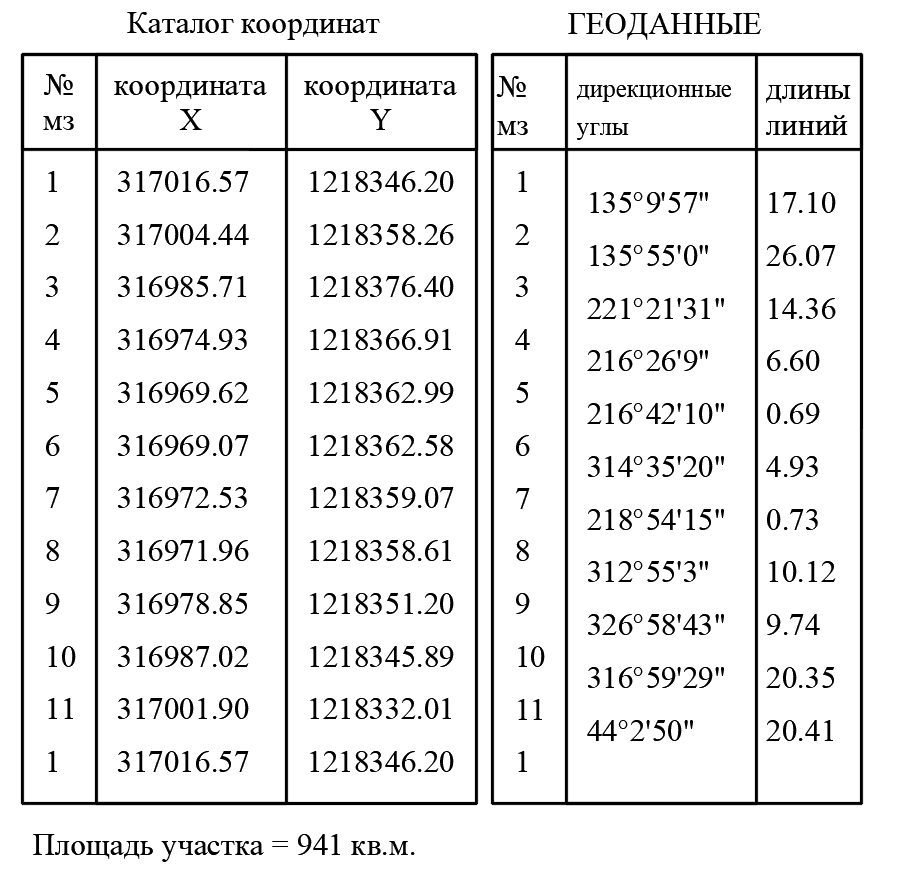 Каталог координат
№ мз координата X координата Y
1 317016.57 1218346.20
2 317004.44 1218358.26
3 316985.71 1218376.40
4 316974.93 1218366.91
5 316969.62 1218362.99
6 316969.07 1218362.58
7 316972.53 1218359.07
8 316971.96 1218358.61
9 316978.85 1218351.20
10 316987.02 1218345.89
11 317001.90 1218332.01
1 317016.57 1218346.20
ГЕОДАННЫЕ
№ мз дирекционные углы длины линий
1
135°9'57" 17.10
2
135°55'0" 26.07
3
221°21'31" 14.36
4
216°26'9" 6.60
5
216°42'10" 0.69
6
314°35'20" 4.93
7
218°54'15" 0.73
8
312°55'3" 10.12
9
326°58'43" 9.74
10
316°59'29" 20.35
11
44°2'50" 20.41
1
Площадь участка = 941 кв.м.